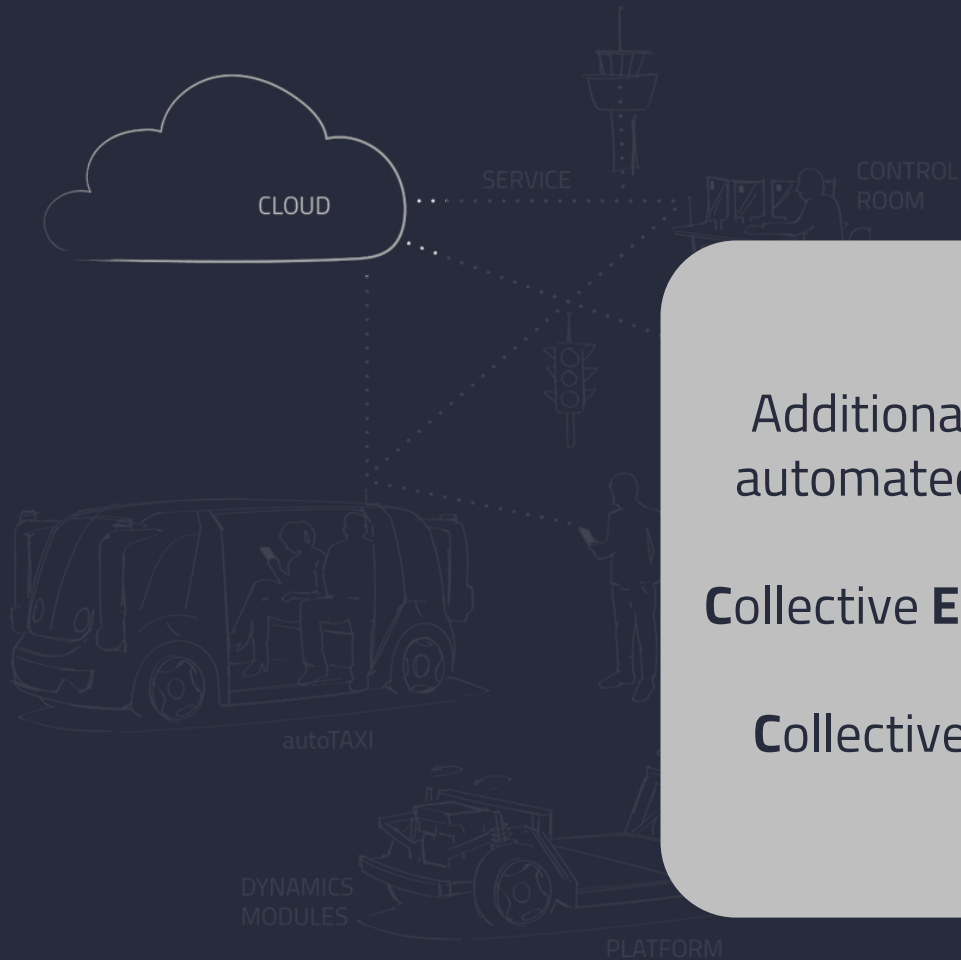 SERVICE
CONTROL
ROOM
CLOUD
Additiona
automated
Collective E
Collective
autoTAXI
DYNAMICS
MODULES
PLATFORM